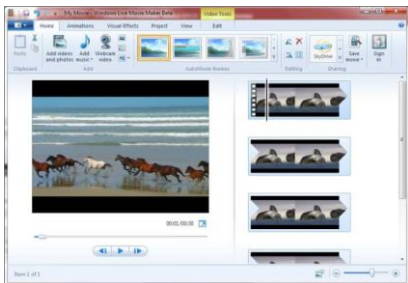 My Movie - Windows Live Movie Maker Beta
Video Tools
Home Animations Visual Effects Project View Edit
Paste
Add videos and photos
Add music
Webcam video
SkyDrive
Save movie
Sign in
Clipboard Add AutoMovie themes Editing Sharing
00:01/00:30
Item 1 of 1